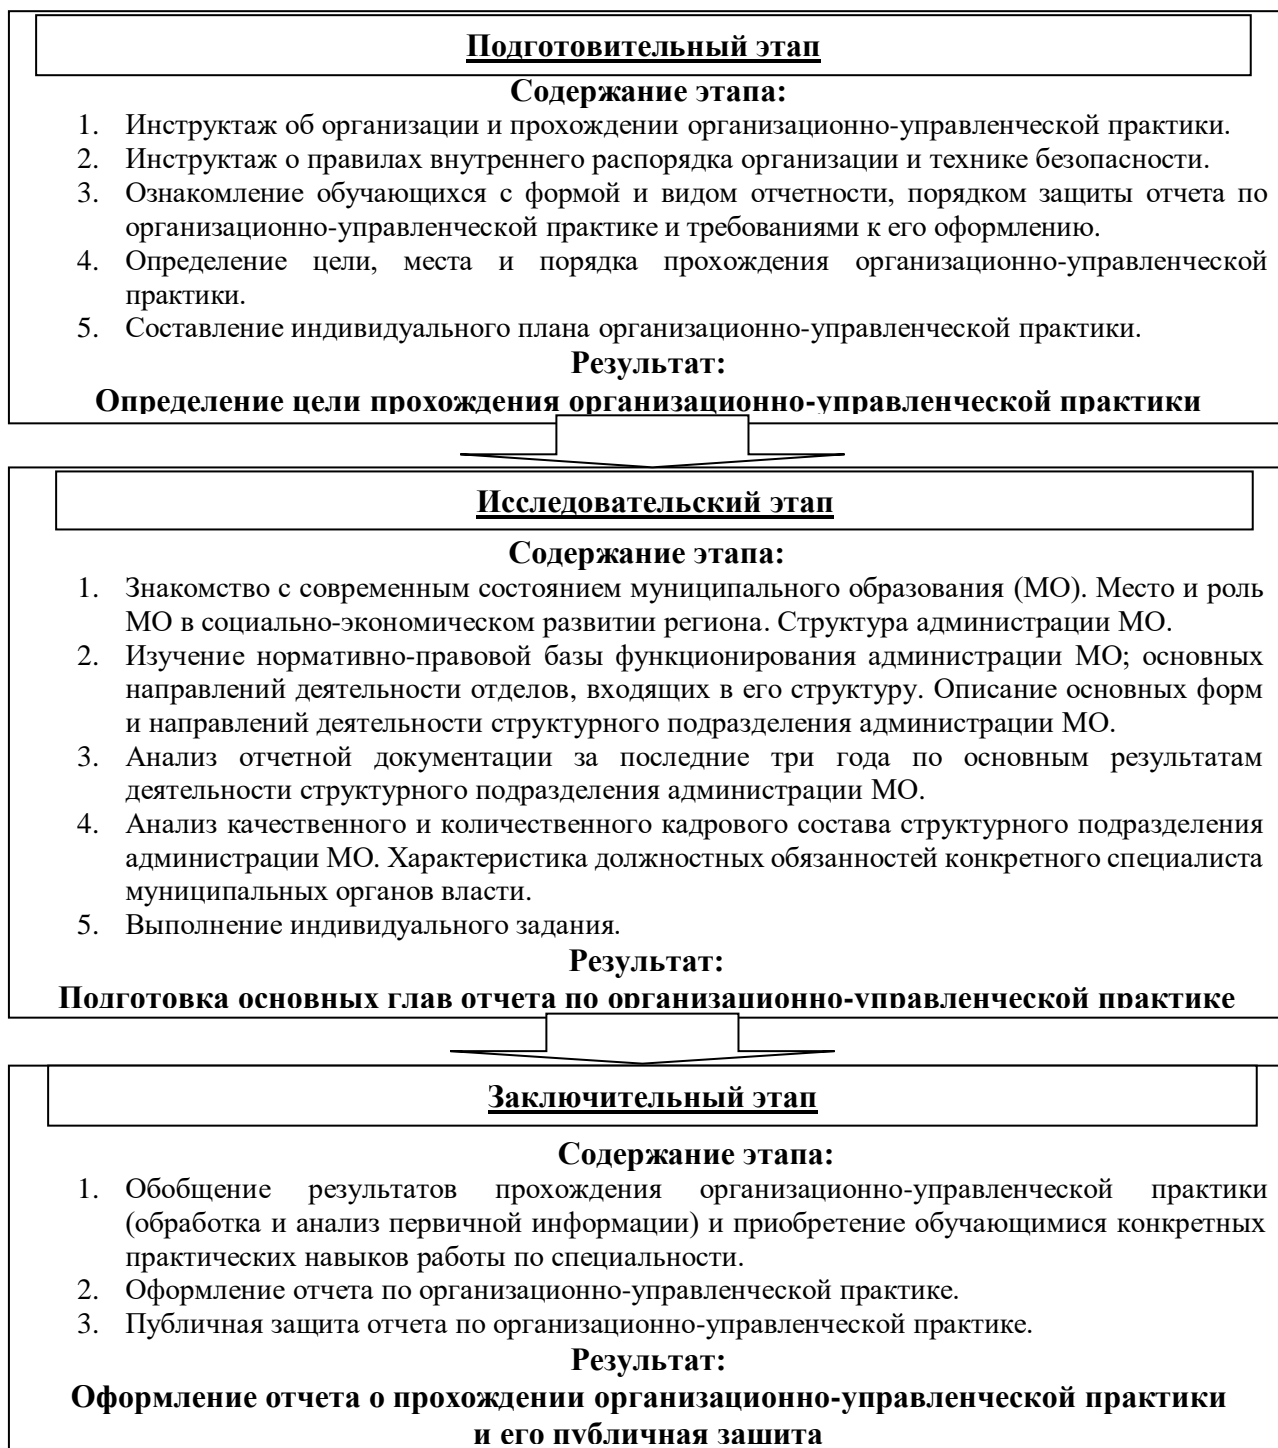 Подготовительный этап
Содержание этапа:
1. Инструктаж об организации и прохождении организационно-управленческой практики.
2. Инструктаж о правилах внутреннего распорядка организации и технике безопасности.
3. Ознакомление обучающихся с формой и видом отчетности, порядком защиты отчета по
организационно-управленческой практике и требованиями к его оформлению.
4. Определение цели, места и порядка прохождения организационно-управленческой
практики.
5. Составление индивидуального плана организационно-управленческой практики.
Результат:
Определение цели прохождения организационно-управленческой практики
Исследовательский этап
Содержание этапа:
1. Знакомство с современным состоянием муниципального образования (МО). Место и роль
МО в социально-экономическом развитии региона. Структура администрации МО.
2. Изучение нормативно-правовой базы функционирования администрации МО; основных
направлений деятельности отделов, входящих в его структуру. Описание основных форм
и направлений деятельности структурного подразделения администрации МО.
3. Анализ отчетной документации за последние три года по основным результатам
деятельности структурного подразделения администрации МО.
4. Анализ качественного и количественного кадрового состава структурного подразделения
администрации МО. Характеристика должностных обязанностей конкретного специалиста
муниципальных органов власти.
5. Выполнение индивидуального задания.
Результат:
Подготовка основных глав отчета по организационно-управленческой практике
Заключительный этап
Содержание этапа:
1. Обобщение результатов прохождения организационно-управленческой практики
(обработка и анализ первичной информации) и приобретение обучающимися конкретных
практических навыков работы по специальности.
2. Оформление отчета по организационно-управленческой практике.
3. Публичная защита отчета по организационно-управленческой практике.
Результат:
Оформление отчета о прохождении организационно-управленческой практики
и его публичная защита